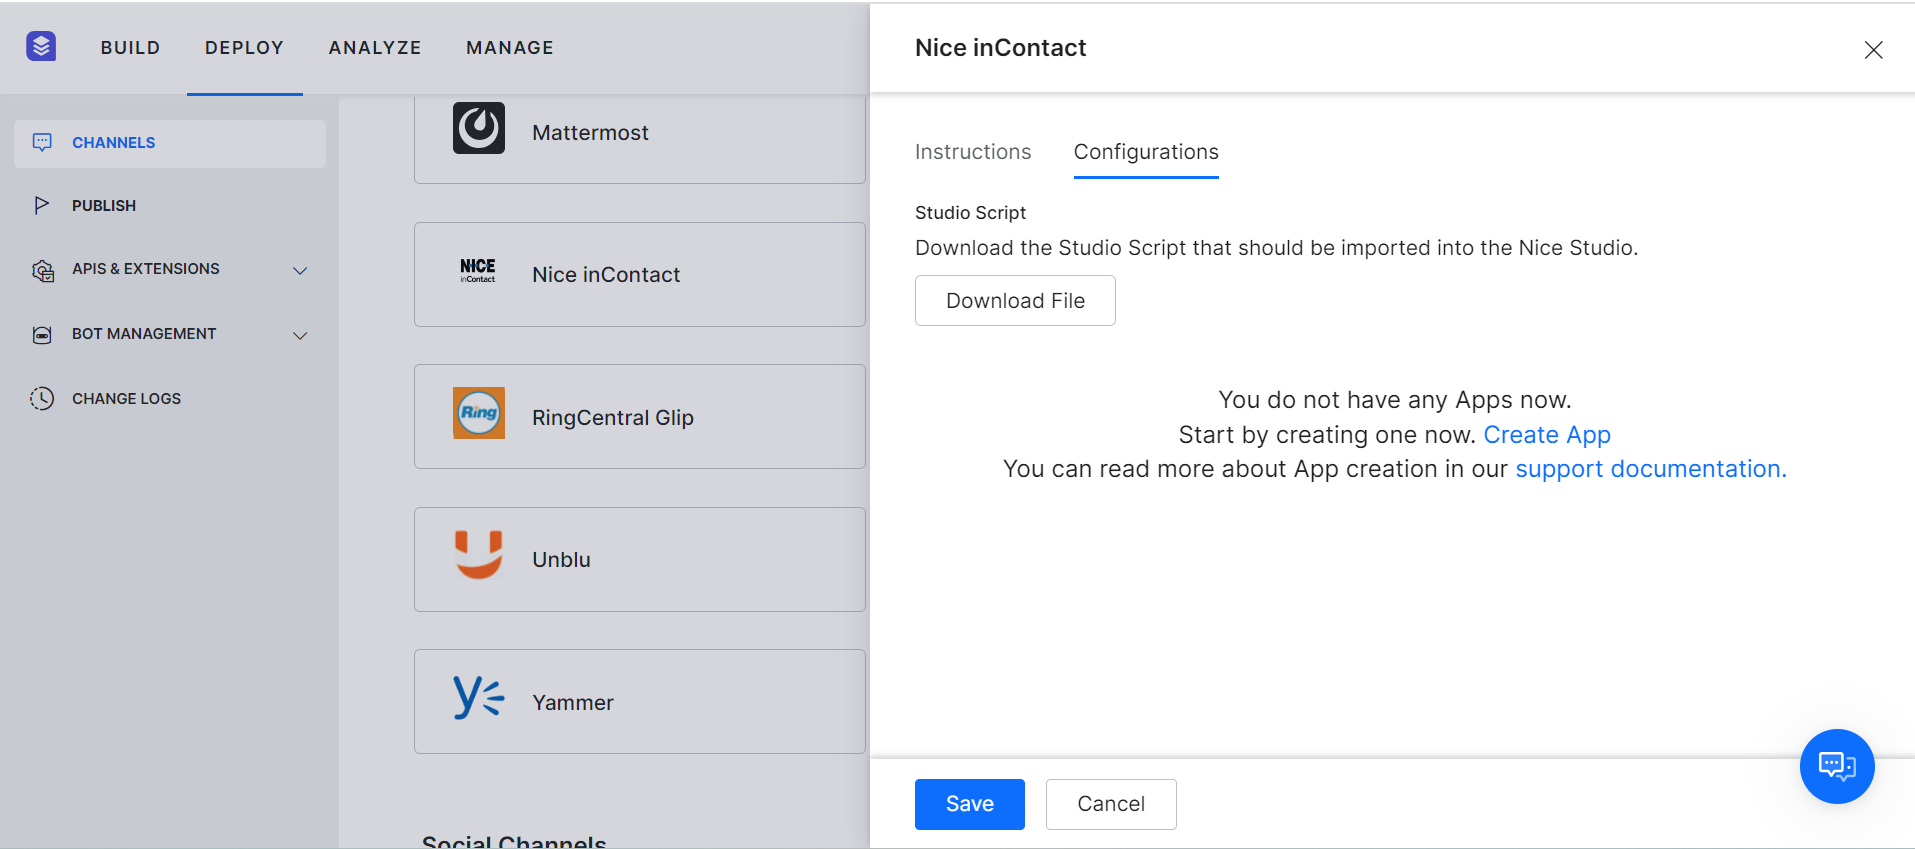 BUILD DEPLOY ANALYZE MANAGE
CHANNELS
PUBLISH
APIS & EXTENSIONS
BOT MANAGEMENT
CHANGE LOGS
Mattermost
NICE
inContact
Nice inContact
Ring
RingCentral Glip
Unblu
Yammer
Social Channels
Nice inContact
Instructions Configurations
Studio Script
Download the Studio Script that should be imported into the Nice Studio.
Download File
You do not have any Apps now.
Start by creating one now. Create App
You can read more about App creation in our support documentation.
Save Cancel